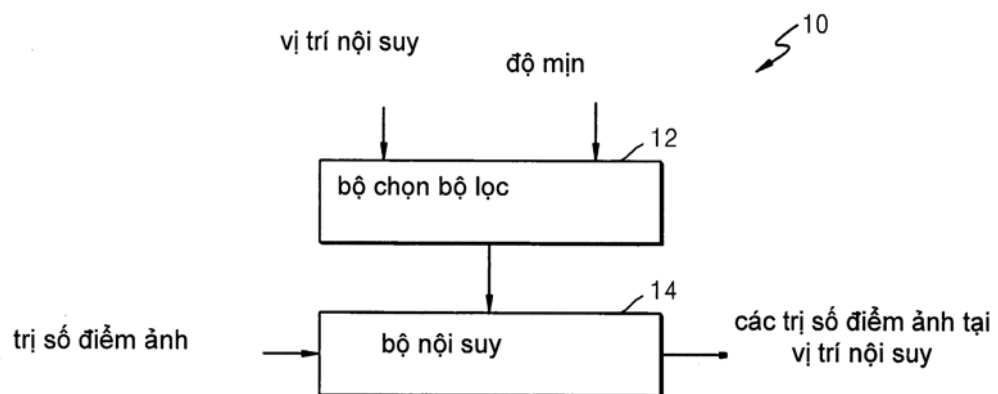 10
vị trí nội suy
độ mịn
12
bộ chọn bộ lọc
14
trị số điểm ảnh
bộ nội suy
các trị số điểm ảnh tại
vị trí nội suy